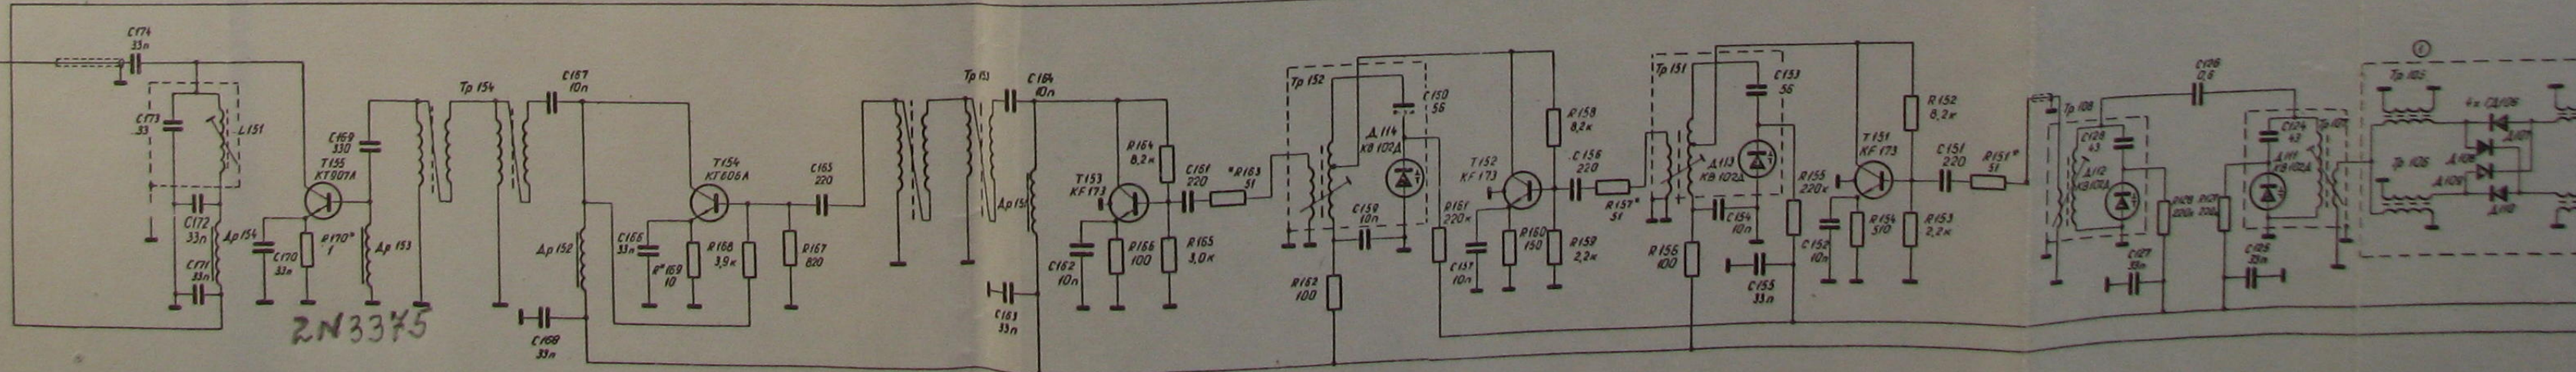 C174
33п
C173
33
L151
C172
33п
C171
33п
Др154
C170
33п
T155
КТ907А
R170*
1
C169
330
Др153
2N3375
Тр154
C167
10п
Др152
C168
33п
T154
КТ606А
C166
33п
R*169
10
R168
3,9к
R167
820
C165
220
Тр153
C164
10п
C163
33п
R164
8,2к
T153
KF173
C162
10п
R166
100
R165
3,0к
C161
220
*R163
51
Тр152
C150
56
Д114
КВ102Д
C159
10п
R162
100
R161
220к
R158
8,2к
T152
KF173
C157
10п
R160
150
R159
2,2к
C156
220
R157*
51
Тр151
C153
56
Д113
КВ102Д
C154
10п
R156
100
C155
33п
R155
220к
R152
8,2к
T151
KF173
C152
10п
R154
510
R153
2,2к
C151
220
R151*
51
Тр108
C128
43
Д112
КВ102Д
C127
33п
C126
0,6
C124
43
Д111
КВ102Д
C125
33п
Тр105
Тр106
Д110